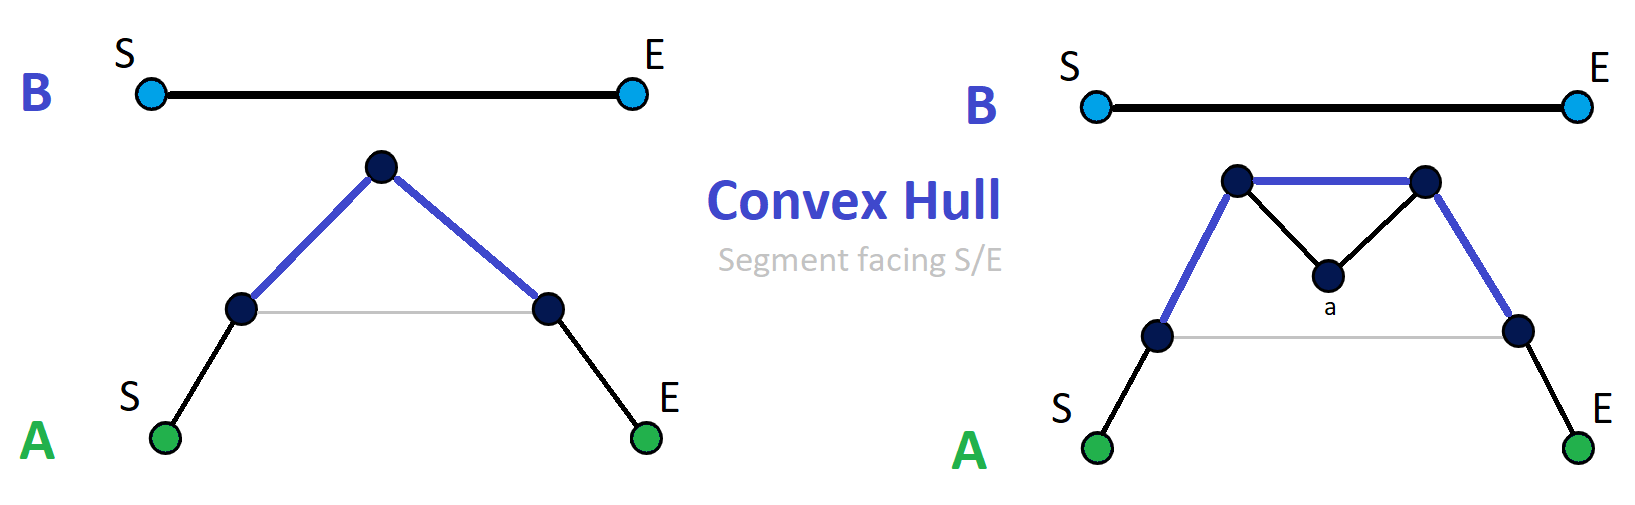 S E
B
S E
A
Convex Hull
Segment facing S/E
S E
B
a
S E
A